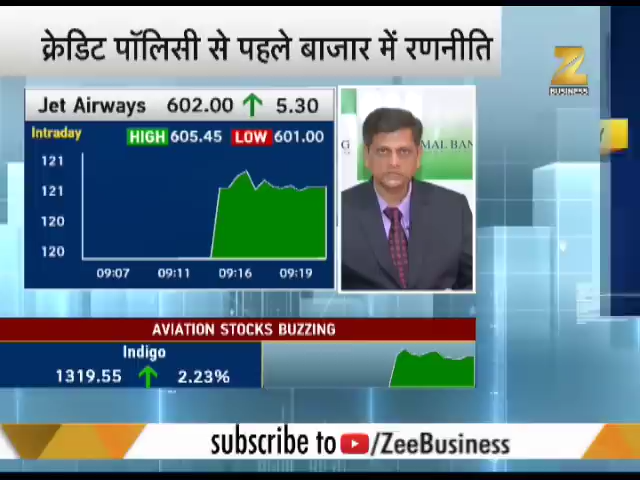 क्रेडिट पॉलिसी से पहले बाजार में रणनीति
Z
BUSINESS
Jet Airways 602.00 5.30
Intraday HIGH 605.45 LOW 601.00
121
121
120
120
09:07 09:11 09:16 09:19
G MAL BAN
Y
AVIATION STOCKS BUZZING
Indigo
1319.55 2.23%
subscribe to /ZeeBusiness